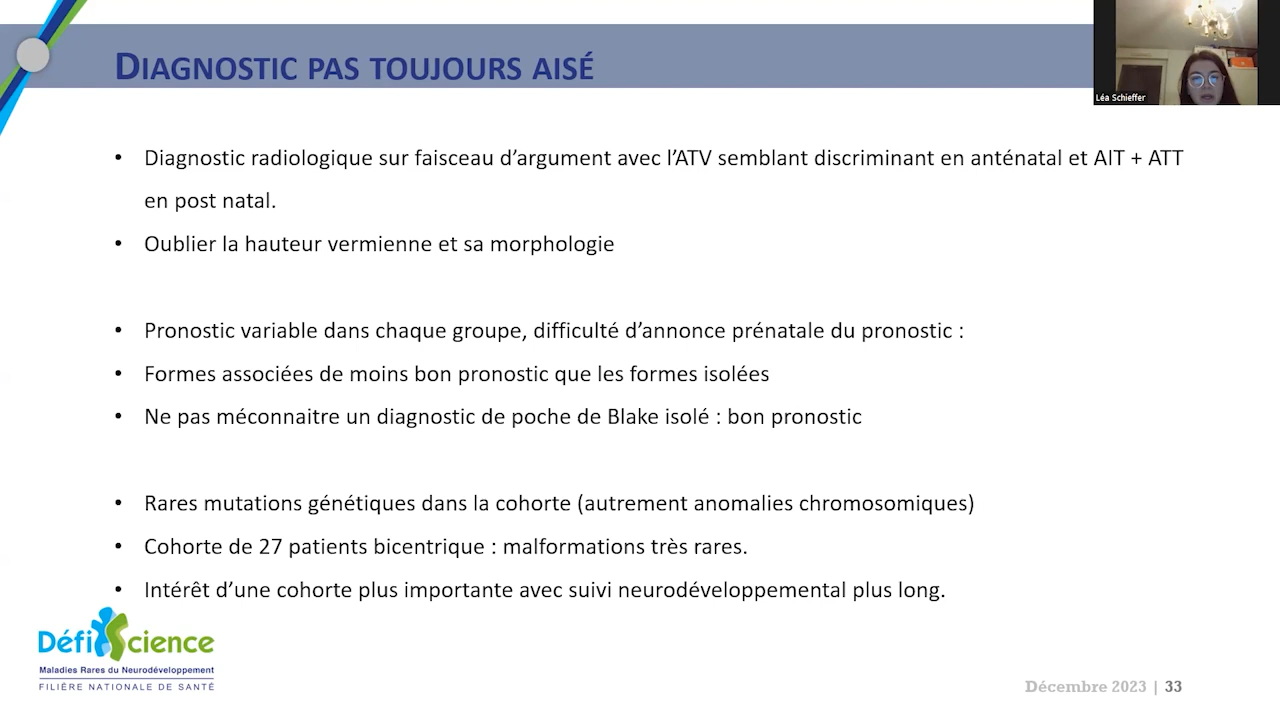 DIAGNOSTIC PAS TOUJOURS AISÉ
Léa Schieffer
• Diagnostic radiologique sur faisceau d’argument avec l’ATV semblant discriminant en anténatal et AIT + ATT
en post natal.
• Oublier la hauteur vermienne et sa morphologie
• Pronostic variable dans chaque groupe, difficulté d’annonce prénatale du pronostic :
• Formes associées de moins bon pronostic que les formes isolées
• Ne pas méconnaitre un diagnostic de poche de Blake isolé : bon pronostic
• Rares mutations génétiques dans la cohorte (autrement anomalies chromosomiques)
• Cohorte de 27 patients bicentrique : malformations très rares.
• Intérêt d’une cohorte plus importante avec suivi neurodéveloppemental plus long.
DéfiScience
Maladies Rares du Neurodéveloppement
FILIÈRE NATIONALE DE SANTÉ
Décembre 2023 | 33